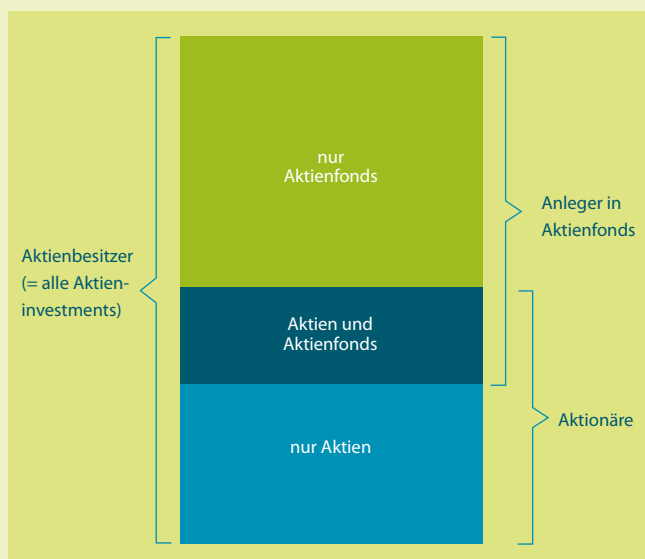 nur
Aktienfonds
Anleger in
Aktienfonds
Aktienbesitzer
(= alle Aktien-
investments)
Aktien und
Aktienfonds
Aktionäre
nur Aktien